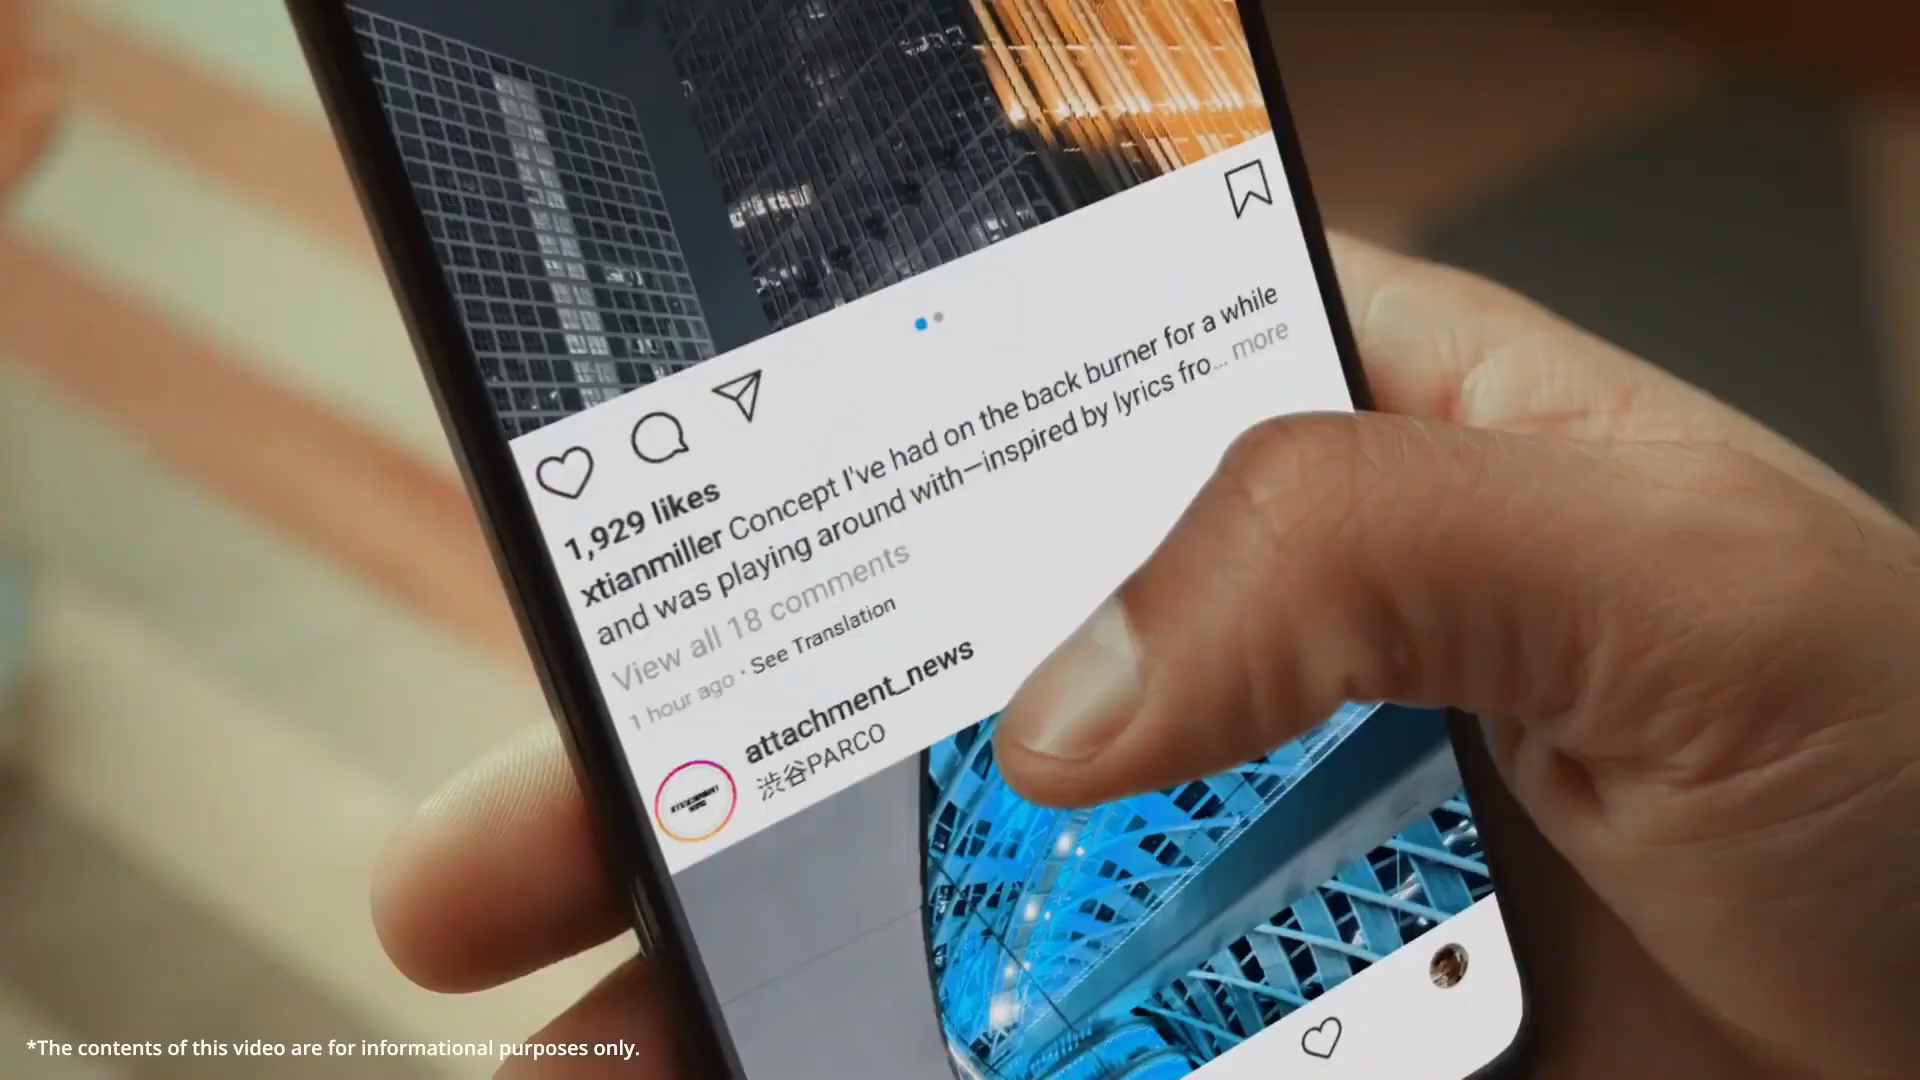 1,929 likes
xtianmiller Concept I've had on the back burner for a while
and was playing around with—inspired by lyrics fro... more
View all 18 comments
1 hour ago · See Translation
attachment_news
渋谷PARCO
*The contents of this video are for informational purposes only.